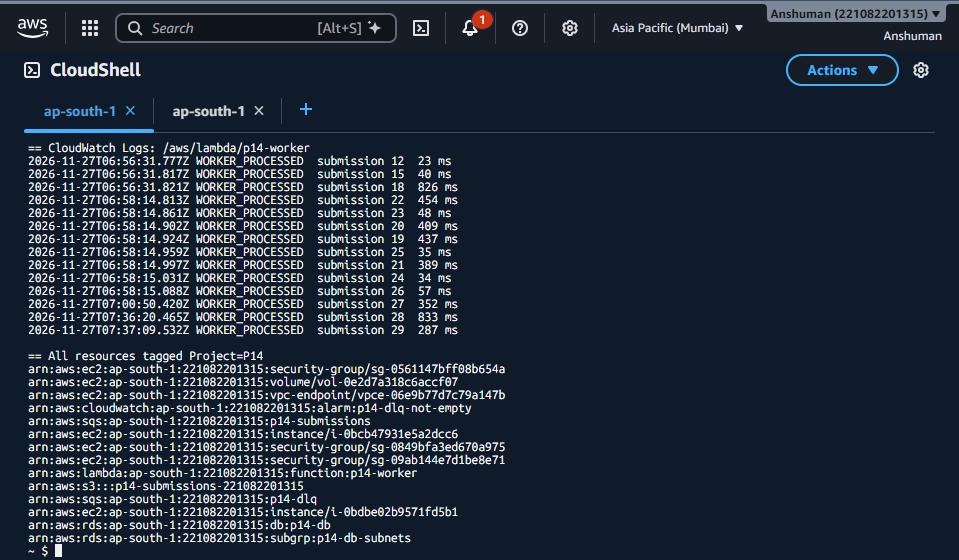 aws
Search [Alt+S]
1
Asia Pacific (Mumbai)
Anshuman (221082201315)
Anshuman
CloudShell
Actions
ap-south-1
ap-south-1
== CloudWatch Logs: /aws/lambda/p14-worker
2026-11-27T06:56:31.777Z WORKER_PROCESSED  submission 12  23 ms
2026-11-27T06:56:31.817Z WORKER_PROCESSED  submission 15  40 ms
2026-11-27T06:56:31.821Z WORKER_PROCESSED  submission 18  826 ms
2026-11-27T06:58:14.813Z WORKER_PROCESSED  submission 22  454 ms
2026-11-27T06:58:14.861Z WORKER_PROCESSED  submission 23  48 ms
2026-11-27T06:58:14.902Z WORKER_PROCESSED  submission 20  409 ms
2026-11-27T06:58:14.924Z WORKER_PROCESSED  submission 19  437 ms
2026-11-27T06:58:14.959Z WORKER_PROCESSED  submission 25  35 ms
2026-11-27T06:58:14.997Z WORKER_PROCESSED  submission 21  389 ms
2026-11-27T06:58:15.031Z WORKER_PROCESSED  submission 24  34 ms
2026-11-27T06:58:15.088Z WORKER_PROCESSED  submission 26  57 ms
2026-11-27T07:00:50.420Z WORKER_PROCESSED  submission 27  352 ms
2026-11-27T07:36:20.465Z WORKER_PROCESSED  submission 28  833 ms
2026-11-27T07:37:09.532Z WORKER_PROCESSED  submission 29  287 ms
== All resources tagged Project=P14
arn:aws:ec2:ap-south-1:221082201315:security-group/sg-0561147bff08b654a
arn:aws:ec2:ap-south-1:221082201315:volume/vol-0e2d7a318c6accf07
arn:aws:ec2:ap-south-1:221082201315:vpc-endpoint/vpce-06e9b77d7c79a147b
arn:aws:cloudwatch:ap-south-1:221082201315:alarm:p14-dlq-not-empty
arn:aws:sqs:ap-south-1:221082201315:p14-submissions
arn:aws:ec2:ap-south-1:221082201315:instance/i-0bcb47931e5a2dcc6
arn:aws:ec2:ap-south-1:221082201315:security-group/sg-0849bfa3ed670a975
arn:aws:ec2:ap-south-1:221082201315:security-group/sg-09ab144e7d1be8e71
arn:aws:lambda:ap-south-1:221082201315:function:p14-worker
arn:aws:s3:::p14-submissions-221082201315
arn:aws:sqs:ap-south-1:221082201315:p14-dlq
arn:aws:ec2:ap-south-1:221082201315:instance/i-0bdbe02b9571fd5b1
arn:aws:rds:ap-south-1:221082201315:db:p14-db
arn:aws:rds:ap-south-1:221082201315:subgrp:p14-db-subnets
~ $